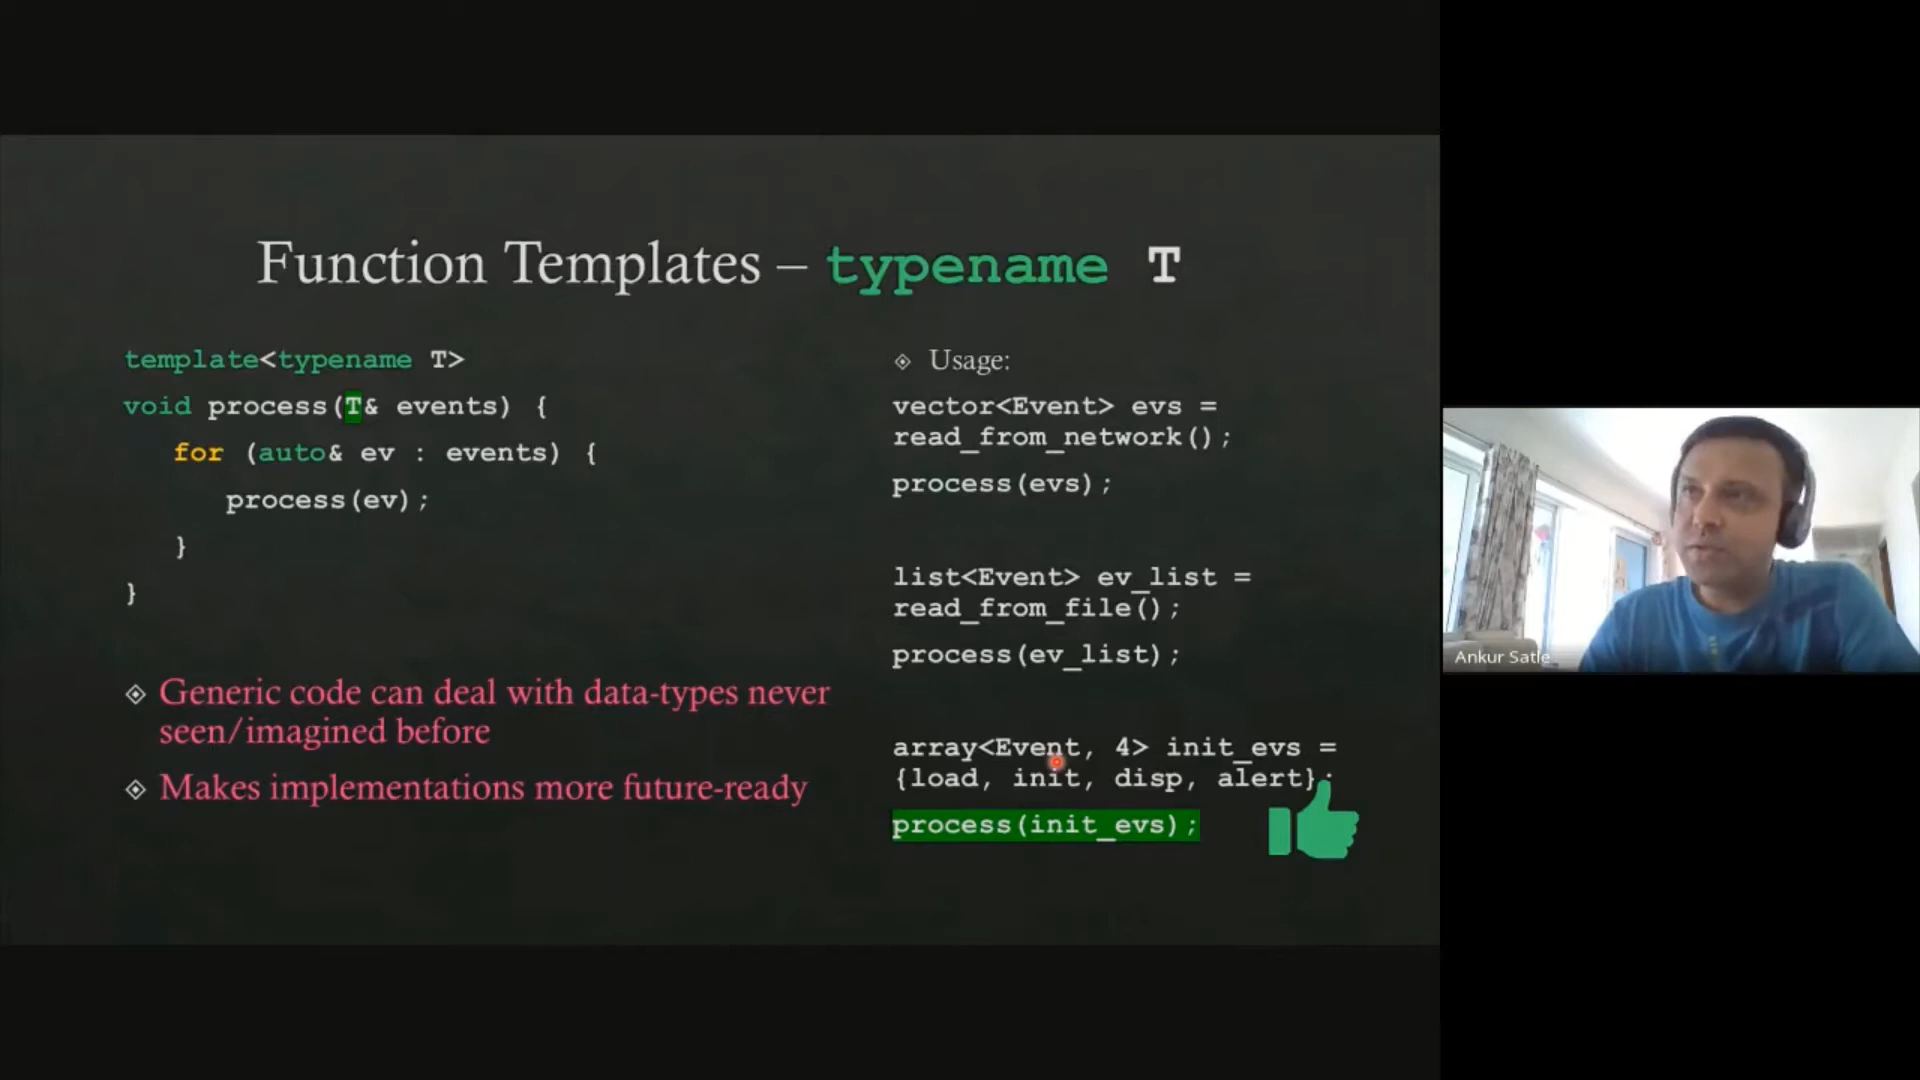 Function Templates – typename T
template<typename T>
void process(T& events) {
for (auto& ev : events) {
process(ev);
}
}
Generic code can deal with data-types never
seen/imagined before
Makes implementations more future-ready
Usage:
vector<Event> evs =
read_from_network();
process(evs);
list<Event> ev_list =
read_from_file();
process(ev_list);
array<Event, 4> init_evs =
{load, init, disp, alert};
process(init_evs);
Ankur Satle